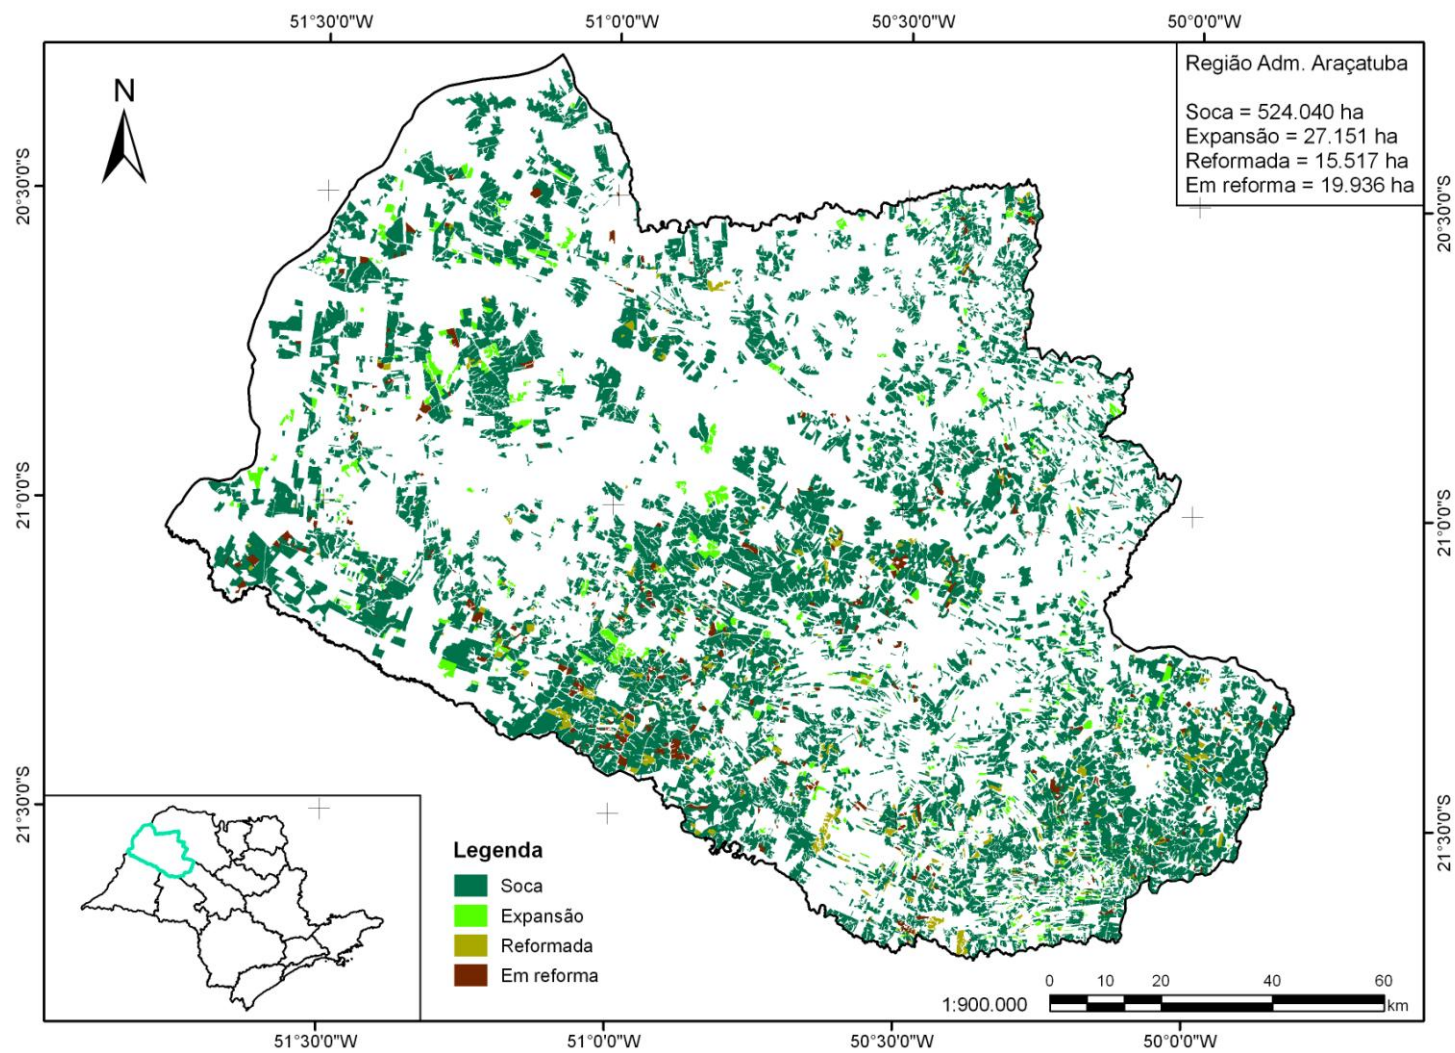 51°30'0"W
51°0'0"W
50°30'0"W
50°0'0"W
Região Adm. Araçatuba
Soca = 524.040 ha
Expansão = 27.151 ha
Reformada = 15.517 ha
Em reforma = 19.936 ha
N
20°30'0"S
20°30'0"S
21°0'0"S
21°0'0"S
21°30'0"S
21°30'0"S
Legenda
Soca
Expansão
Reformada
Em reforma
0 10 20 40 60
1:900.000 km
51°30'0"W
51°0'0"W
50°30'0"W
50°0'0"W